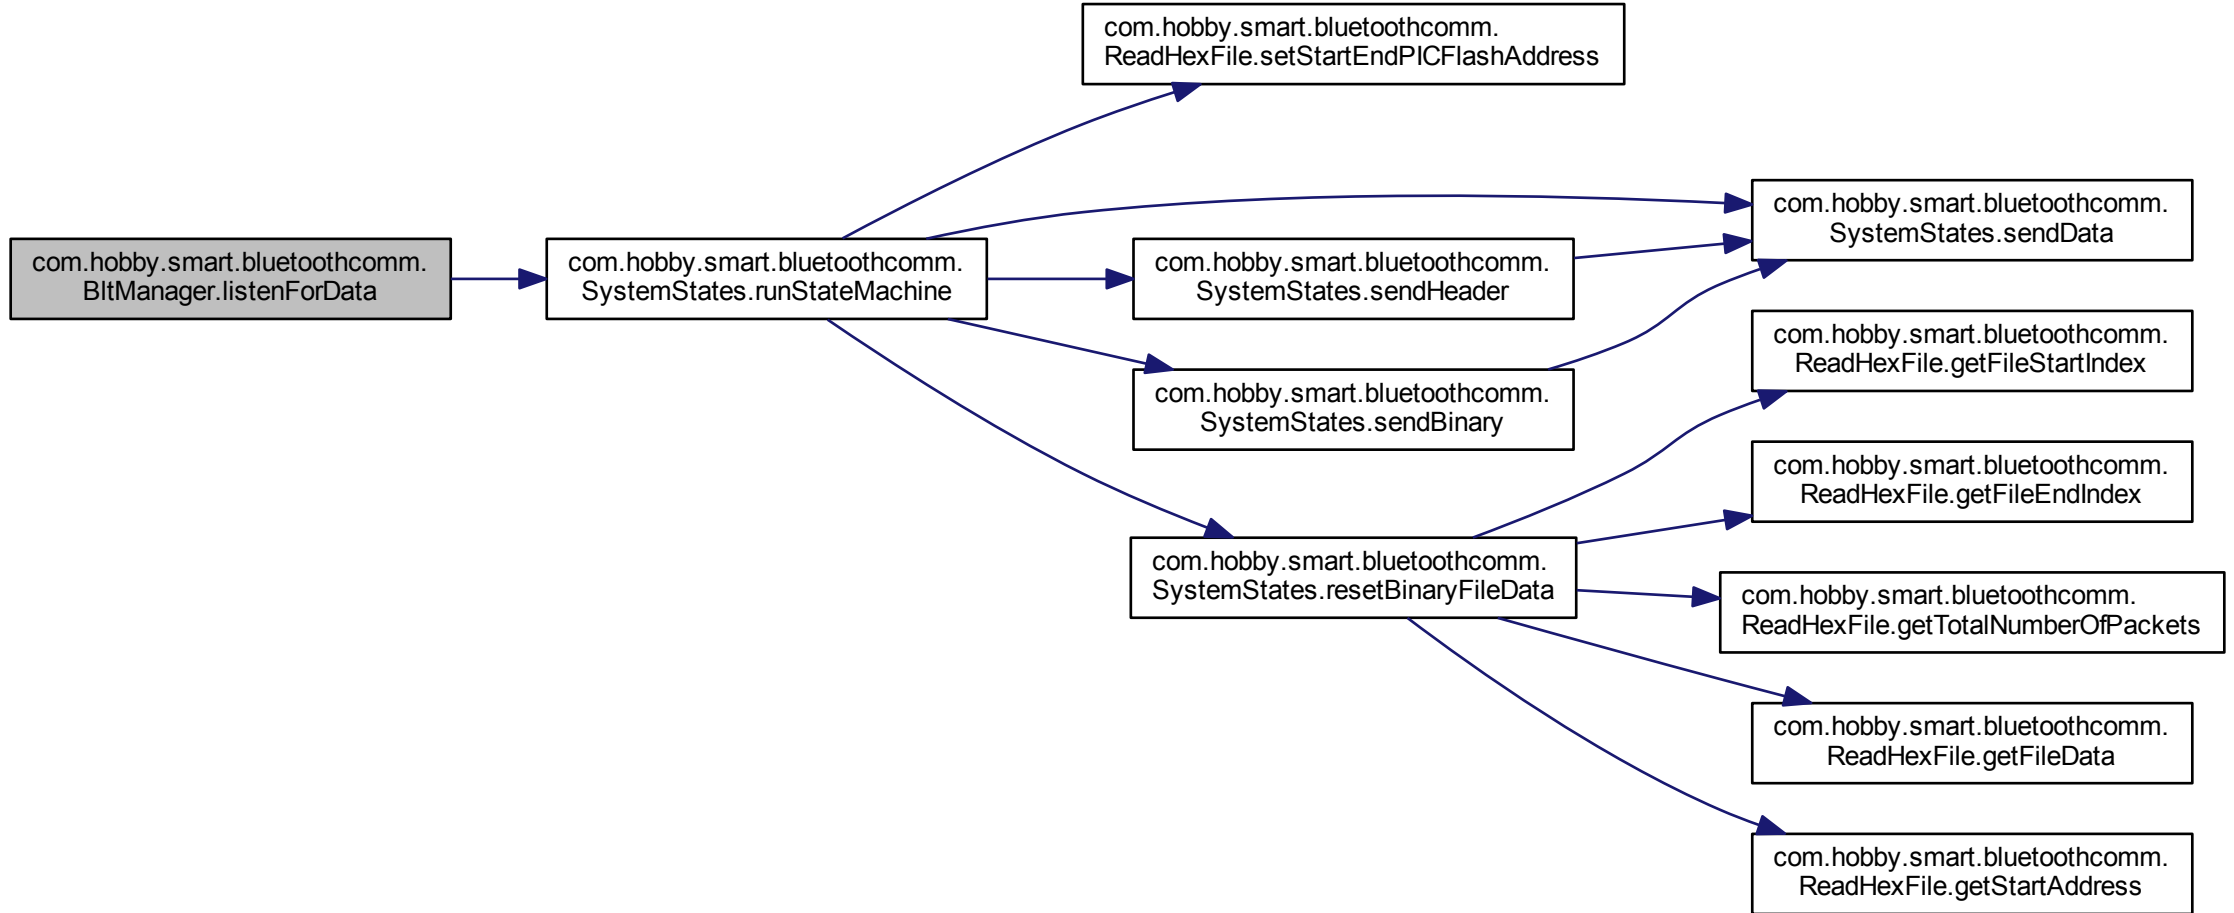 com.hobby.smart.bluetoothcomm.
ReadHexFile.setStartEndPICFlashAddress
com.hobby.smart.bluetoothcomm.
SystemStates.sendData
com.hobby.smart.bluetoothcomm.
BltManager.listenForData
com.hobby.smart.bluetoothcomm.
SystemStates.runStateMachine
com.hobby.smart.bluetoothcomm.
SystemStates.sendHeader
com.hobby.smart.bluetoothcomm.
ReadHexFile.getFileStartIndex
com.hobby.smart.bluetoothcomm.
SystemStates.sendBinary
com.hobby.smart.bluetoothcomm.
ReadHexFile.getFileEndIndex
com.hobby.smart.bluetoothcomm.
SystemStates.resetBinaryFileData
com.hobby.smart.bluetoothcomm.
ReadHexFile.getTotalNumberOfPackets
com.hobby.smart.bluetoothcomm.
ReadHexFile.getFileData
com.hobby.smart.bluetoothcomm.
ReadHexFile.getStartAddress